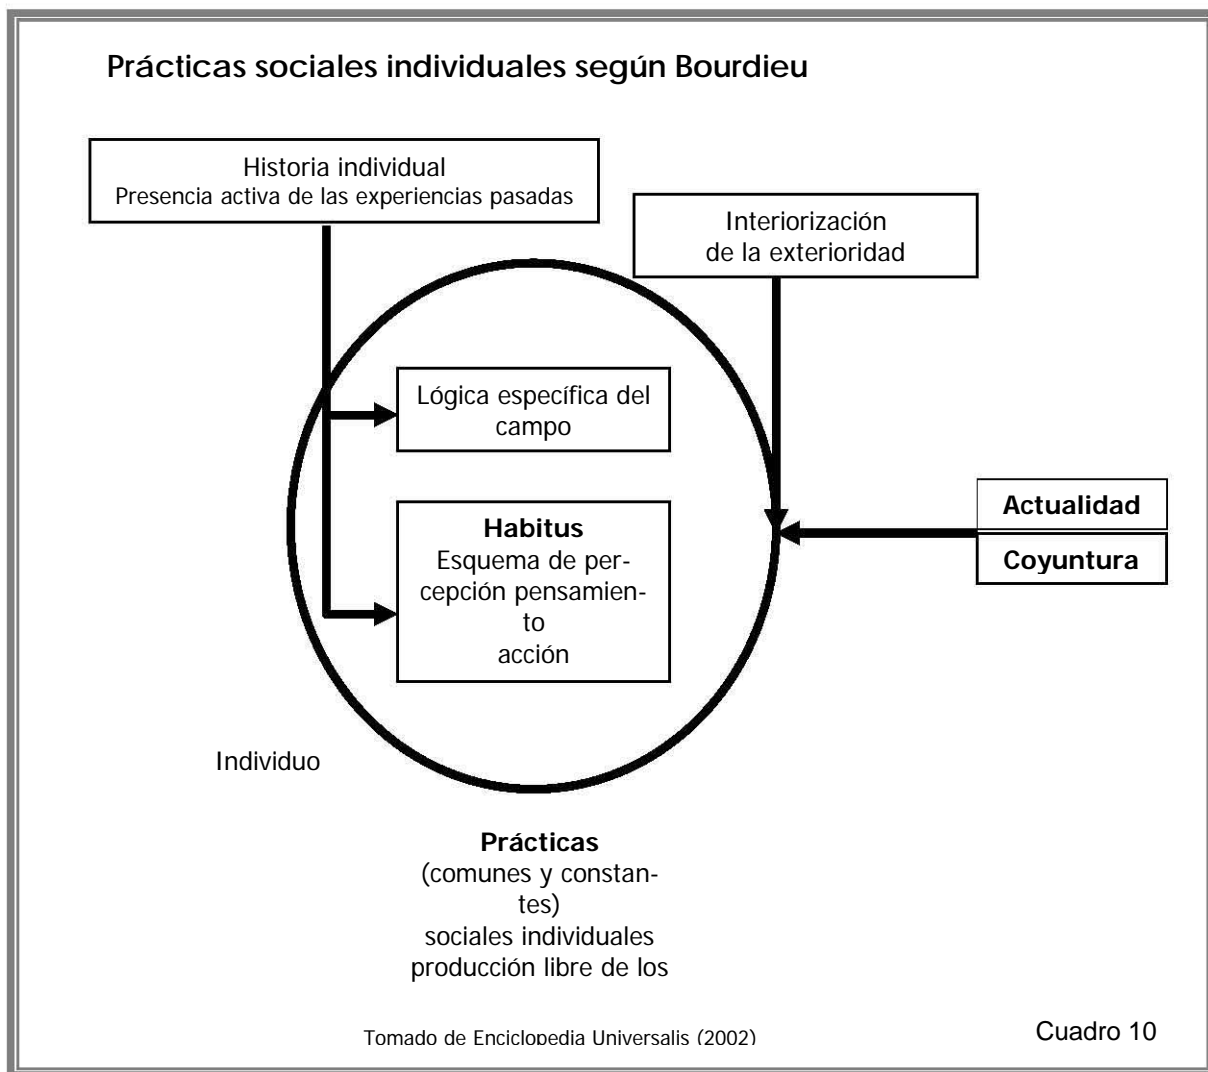 Prácticas sociales individuales según Bourdieu
Historia individual
Presencia activa de las experiencias pasadas
Interiorización
de la exterioridad
Lógica específica del
campo
Habitus
Esquema de per-
cepción pensamien-
to
acción
Actualidad
Coyuntura
Individuo
Prácticas
(comunes y constan-
tes)
sociales individuales
producción libre de los
Tomado de Enciclopedia Universalis (2002)
Cuadro 10